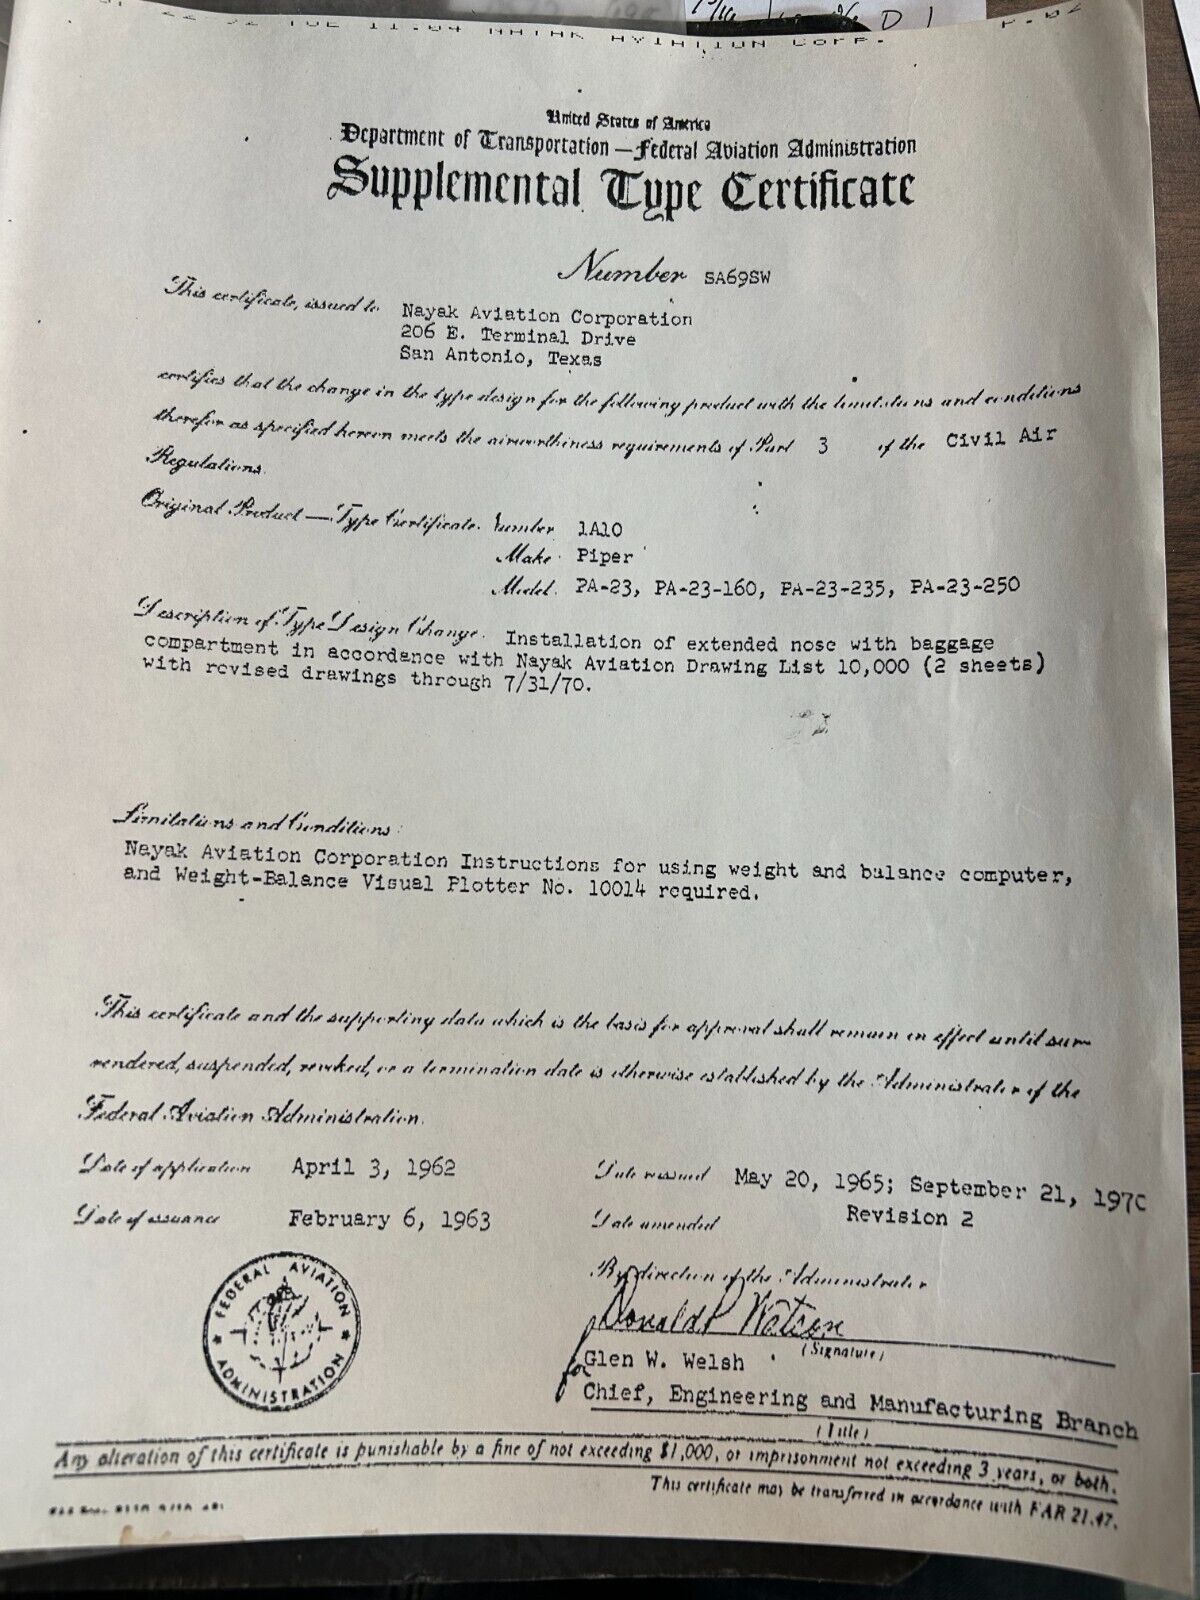 22 92 TUE 11:04 NAYAK AVIATION CORP. P.02
United States of America
Department of Transportation — Federal Aviation Administration
Supplemental Type Certificate
Number SA69SW
This certificate, issued to Nayak Aviation Corporation
206 E. Terminal Drive
San Antonio, Texas
certifies that the change in the type design for the following product with the limitations and conditions
therefor as specified hereon meets the airworthiness requirements of Part 3 of the Civil Air
Regulations.
Original Product — Type Certificate Number 1A10
Make Piper
Model PA-23, PA-23-160, PA-23-235, PA-23-250
Description of Type Design Change. Installation of extended nose with baggage
compartment in accordance with Nayak Aviation Drawing List 10,000 (2 sheets)
with revised drawings through 7/31/70.
Limitations and Conditions:
Nayak Aviation Corporation Instructions for using weight and balance computer,
and Weight-Balance Visual Plotter No. 10014 required.
This certificate and the supporting data which is the basis for approval shall remain in effect until sur-
rendered, suspended, revoked, or a termination date is otherwise established by the Administrator of the
Federal Aviation Administration.
Date of application April 3, 1962 Date reissued May 20, 1965; September 21, 1970
Date of issuance February 6, 1963 Date amended Revision 2
FEDERAL AVIATION ADMINISTRATION
By direction of the Administrator
Donald P Watson
(Signature)
for Glen W. Welsh
Chief, Engineering and Manufacturing Branch
(Title)
Any alteration of this certificate is punishable by a fine of not exceeding $1,000, or imprisonment not exceeding 3 years, or both.
This certificate may be transferred in accordance with FAR 21.47.